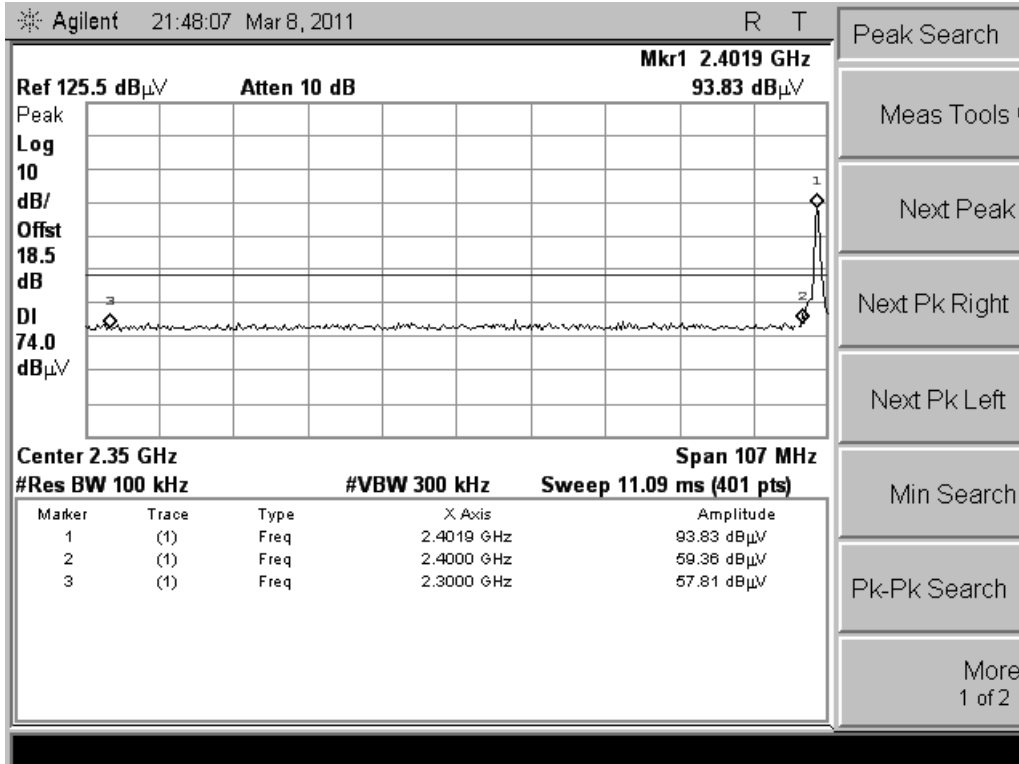 Agilent 21:48:07 Mar 8, 2011 R T
Mkr1 2.4019 GHz
Ref 125.5 dBμV Atten 10 dB 93.83 dBμV
Peak
Log
10
dB/
Offst
18.5
dB
DI
74.0
dBμV
1
2
3
Center 2.35 GHz Span 107 MHz
#Res BW 100 kHz #VBW 300 kHz Sweep 11.09 ms (401 pts)
Marker Trace Type X Axis Amplitude
1 (1) Freq 2.4019 GHz 93.83 dBμV
2 (1) Freq 2.4000 GHz 59.36 dBμV
3 (1) Freq 2.3000 GHz 57.81 dBμV
Peak Search
Meas Tools
Next Peak
Next Pk Right
Next Pk Left
Min Search
Pk-Pk Search
More
1 of 2